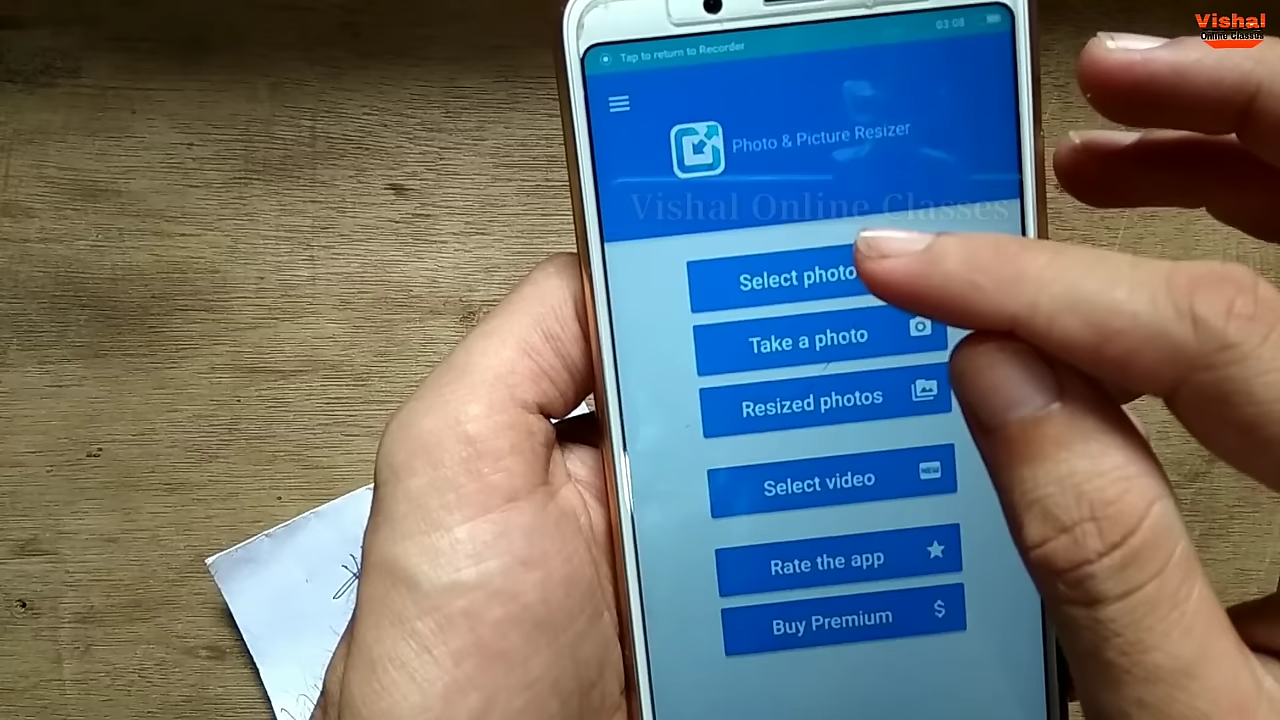 Vishal
Online Classes
03:08
Tap to return to Recorder
Photo & Picture Resizer
Vishal Online Classes
Select photo
Take a photo
Resized photos
Select video
NEW
Rate the app
Buy Premium
$